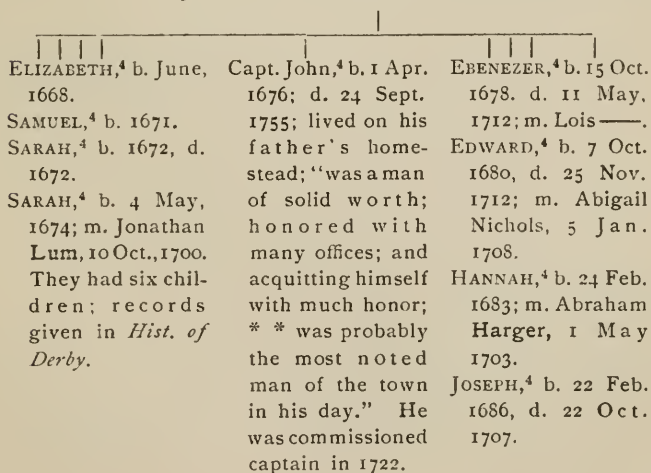 ELIZABETH,⁴ b. June,
1668.
SAMUEL,⁴ b. 1671.
SARAH,⁴ b. 1672, d.
1672.
SARAH,⁴ b. 4 May,
1674; m. Jonathan
Lum, 10 Oct., 1700.
They had six chil-
dren; records
given in Hist. of
Derby.
Capt. John,⁴ b. 1 Apr.
1676; d. 24 Sept.
1755; lived on his
father's home-
stead; "was a man
of solid worth;
honored with
many offices; and
acquitting himself
with much honor;
* * was probably
the most noted
man of the town
in his day." He
was commissioned
captain in 1722.
EBENEZER,⁴ b. 15 Oct.
1678. d. 11 May,
1712; m. Lois——.
EDWARD,⁴ b. 7 Oct.
1680, d. 25 Nov.
1712; m. Abigail
Nichols, 5 Jan.
1708.
HANNAH,⁴ b. 24 Feb.
1683; m. Abraham
Harger, 1 May
1703.
JOSEPH,⁴ b. 22 Feb.
1686, d. 22 Oct.
1707.